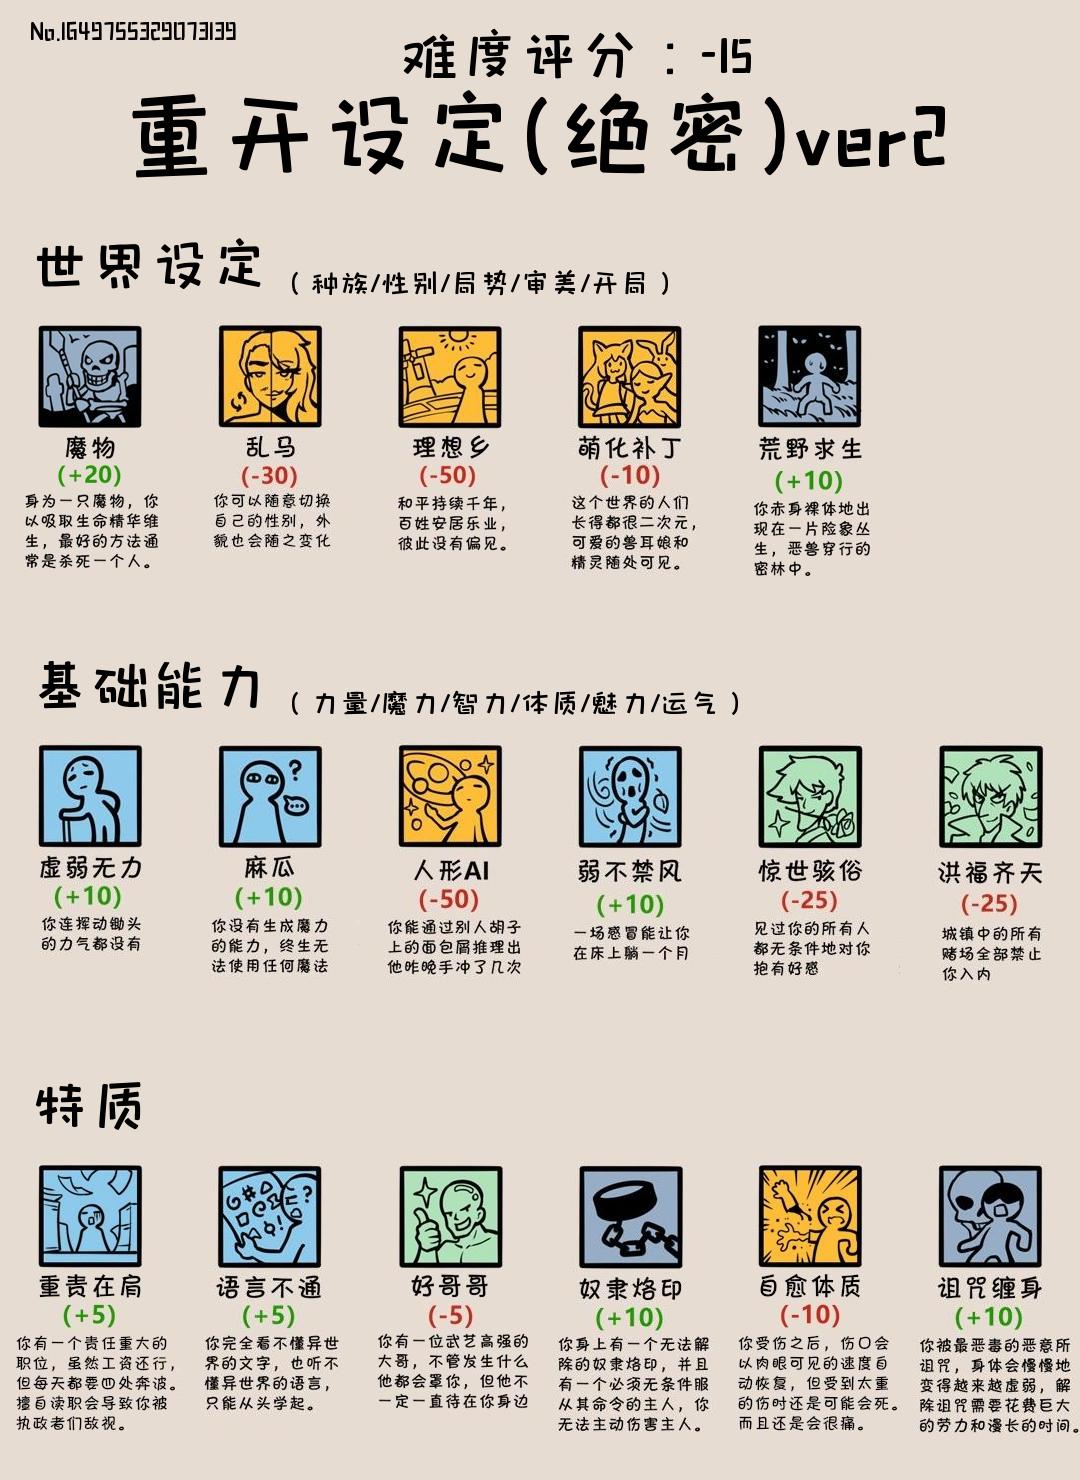 No.1649755329073139
难度评分：-15
重开设定(绝密)ver2
世界设定（种族/性别/局势/审美/开局）
魔物
(+20)
身为一只魔物，你
以吸取生命精华维
生，最好的方法通
常是杀死一个人。
乱马
(-30)
你可以随意切换
自己的性别，外
貌也会随之变化
理想乡
(-50)
和平持续千年，
百姓安居乐业，
彼此没有偏见。
萌化补丁
(-10)
这个世界的人们
长得都很二次元，
可爱的兽耳娘和
精灵随处可见。
荒野求生
(+10)
你赤身裸体地出
现在一片险象丛
生，恶兽穿行的
密林中。
基础能力（力量/魔力/智力/体质/魅力/运气）
虚弱无力
(+10)
你连挥动锄头
的力气都没有
麻瓜
(+10)
你没有生成魔力
的能力，终生无
法使用任何魔法
人形AI
(-50)
你能通过别人胡子
上的面包屑推理出
他昨晚手冲了几次
弱不禁风
(+10)
一场感冒能让你
在床上躺一个月
惊世骇俗
(-25)
见过你的所有人
都无条件地对你
抱有好感
洪福齐天
(-25)
城镇中的所有
赌场全部禁止
你入内
特质
重责在肩
(+5)
你有一个责任重大的
职位，虽然工资还行，
但每天都要四处奔波。
擅自读职会导致你被
执政者们敌视。
语言不通
(+5)
你完全看不懂异世
界的文字，也听不
懂异世界的语言，
只能从头学起。
好哥哥
(-5)
你有一位武艺高强的
大哥，不管发生什么
他都会罩你，但他不
一定一直待在你身边
奴隶烙印
(+10)
你身上有一个无法解
除的奴隶烙印，并且
有一个必须无条件服
从其命令的主人，你
无法主动伤害主人。
自愈体质
(-10)
你受伤之后，伤口会
以肉眼可见的速度自
动恢复，但受到太重
的伤时还是可能会死。
而且还是会很痛。
诅咒缠身
(+10)
你被最恶毒的恶意所
诅咒，身体会慢慢地
变得越来越虚弱，解
除诅咒需要花费巨大
的劳力和漫长的时间。